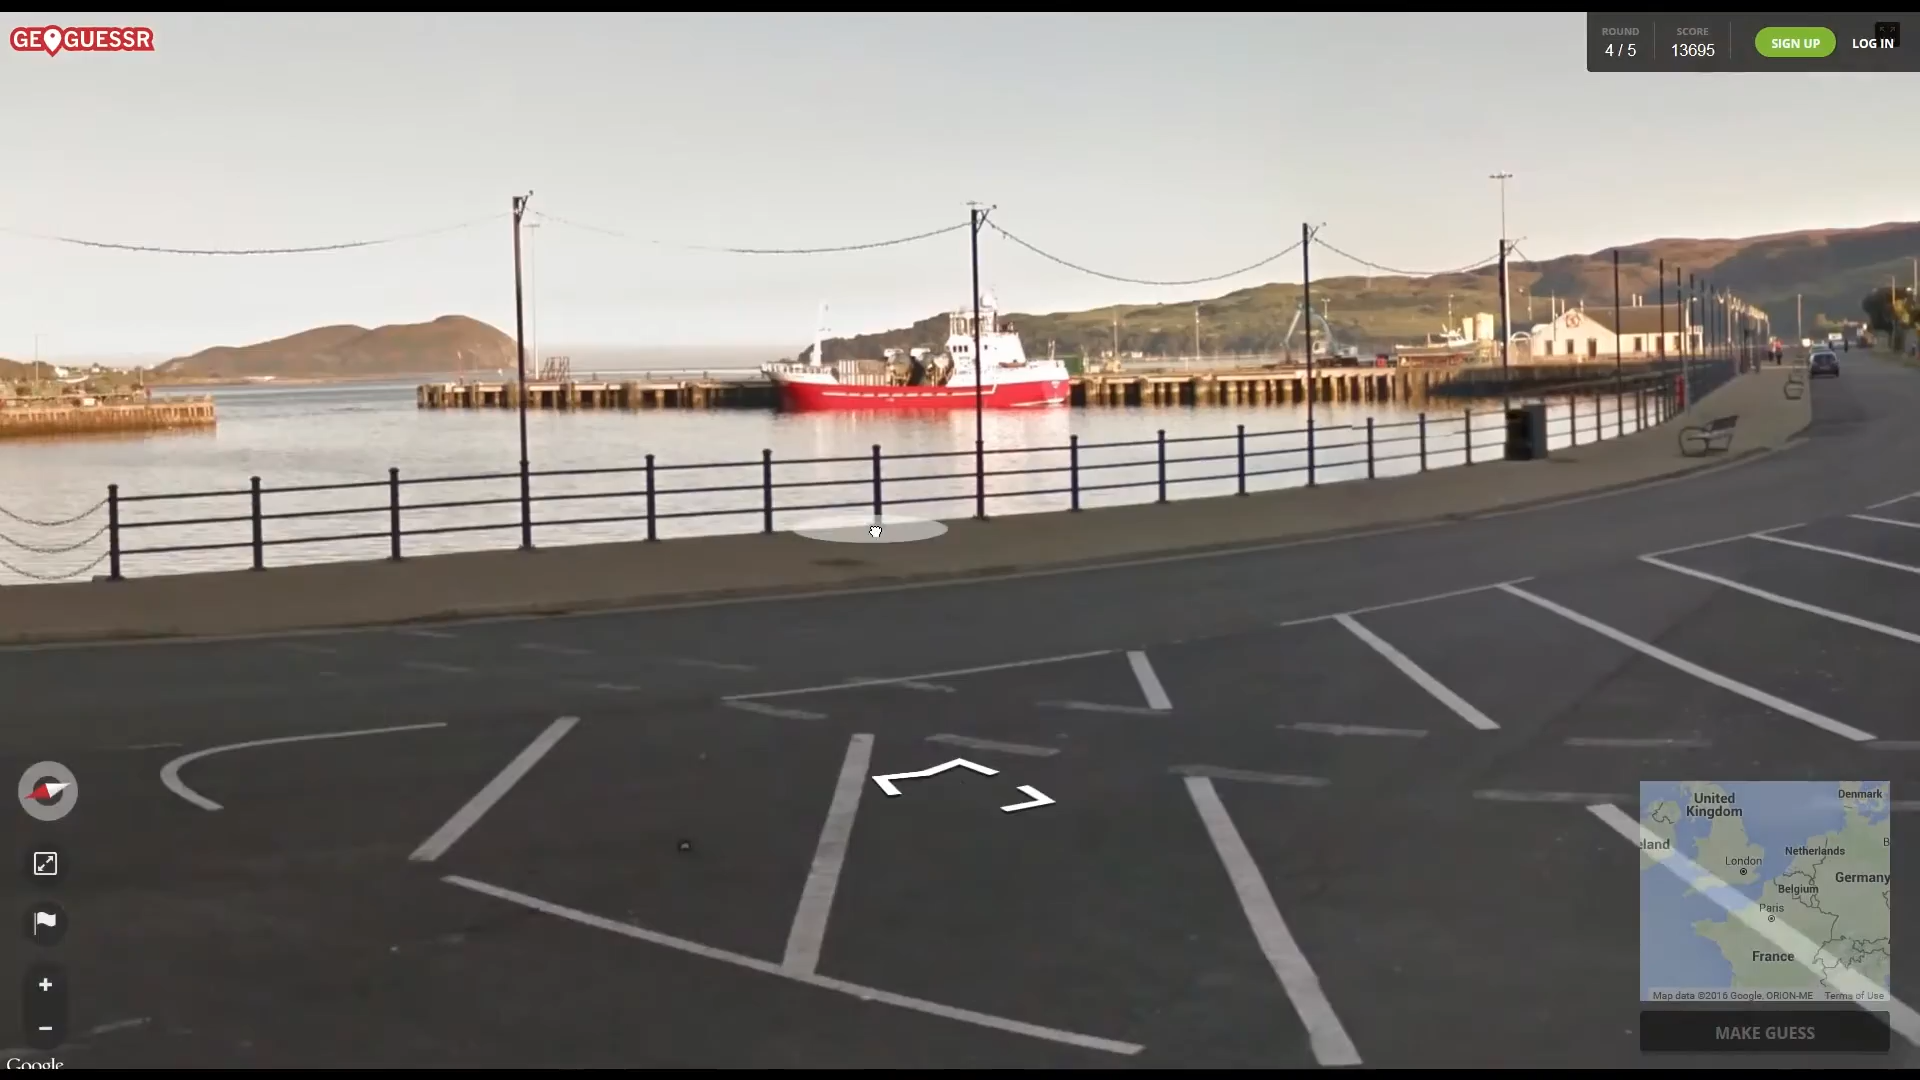 GEOGUESSR
ROUND
4 / 5
SCORE
13695
SIGN UP
LOG IN
United
Kingdom
Denmark
eland
Netherlands
London
Germany
Belgium
Paris
France
Map data ©2016 Google, ORION-ME
Terms of Use
MAKE GUESS
Google